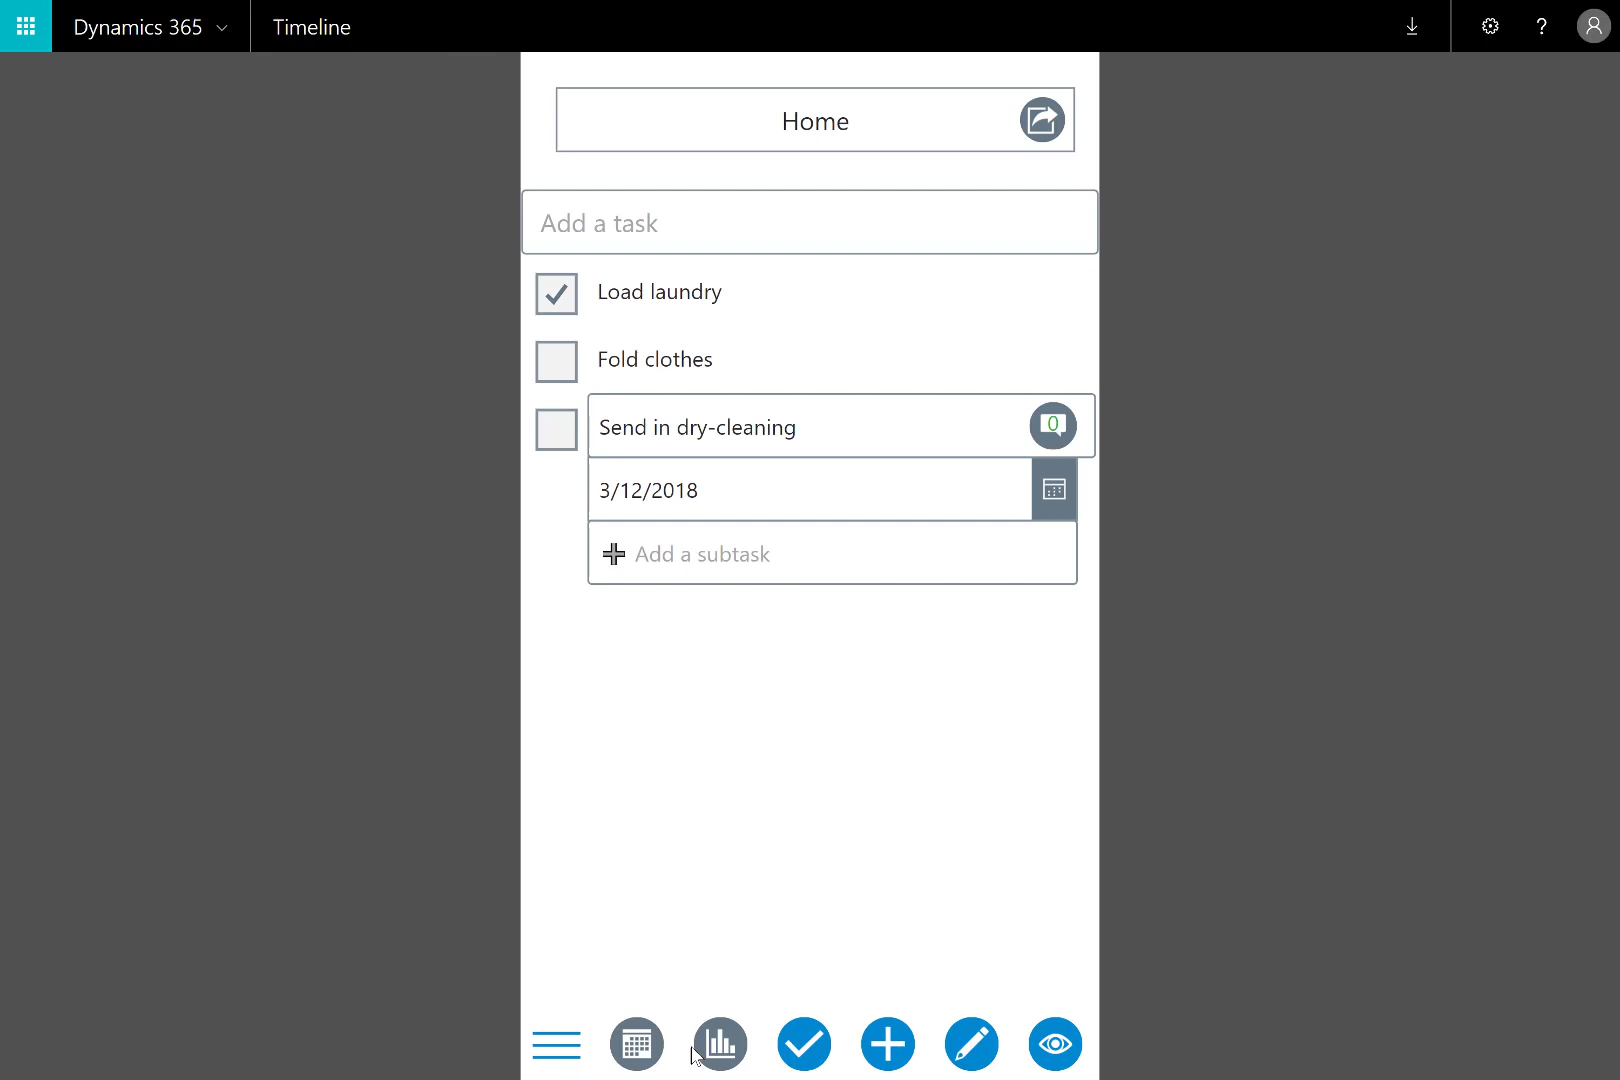 Dynamics 365
Timeline
?
Home
Add a task
Load laundry
Fold clothes
Send in dry-cleaning
0
3/12/2018
Add a subtask